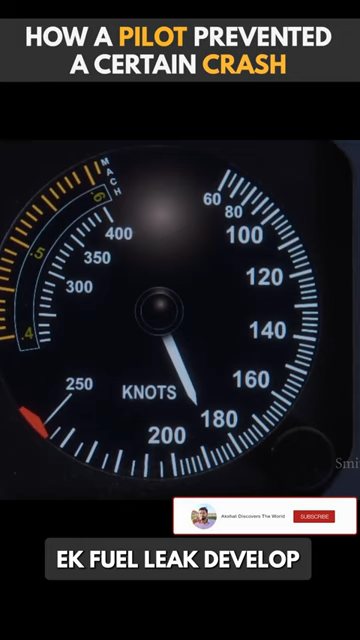 HOW A PILOT PREVENTED
A CERTAIN CRASH
MACH
.6
.5
.4
400
350
300
250
60
80
100
120
140
160
180
200
KNOTS
Smi
Akshat Discovers The World
SUBSCRIBE
EK FUEL LEAK DEVELOP